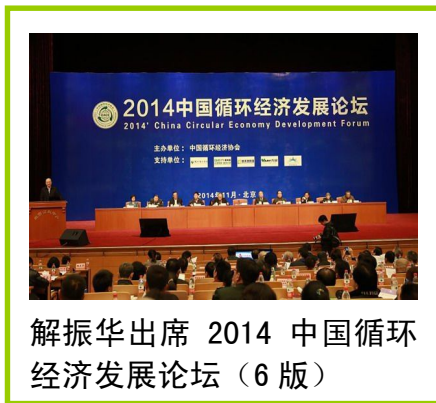 2014中国循环经济发展论坛
2014' China Circular Economy Development Forum
主办单位：中国循环经济协会
支持单位：
2014年11月·北京
解振华出席 2014 中国循环
经济发展论坛（6版）